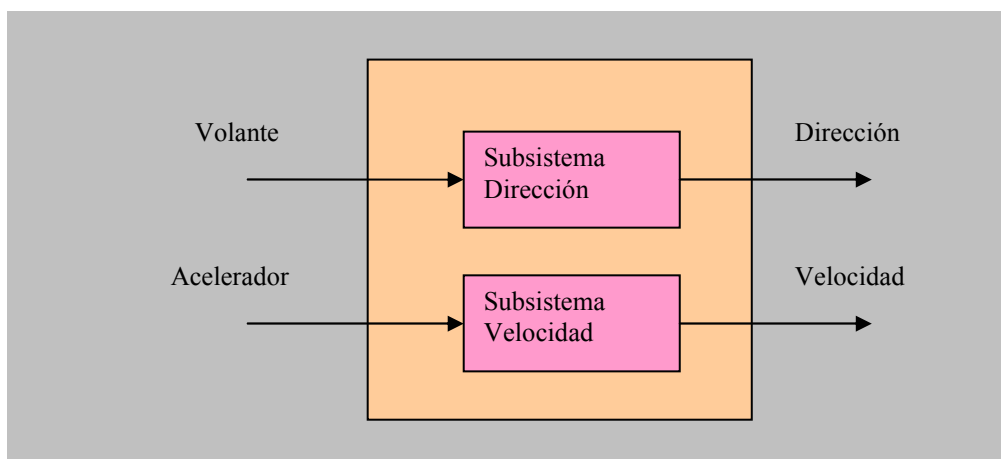 Volante
Subsistema
Dirección
Dirección
Acelerador
Subsistema
Velocidad
Velocidad